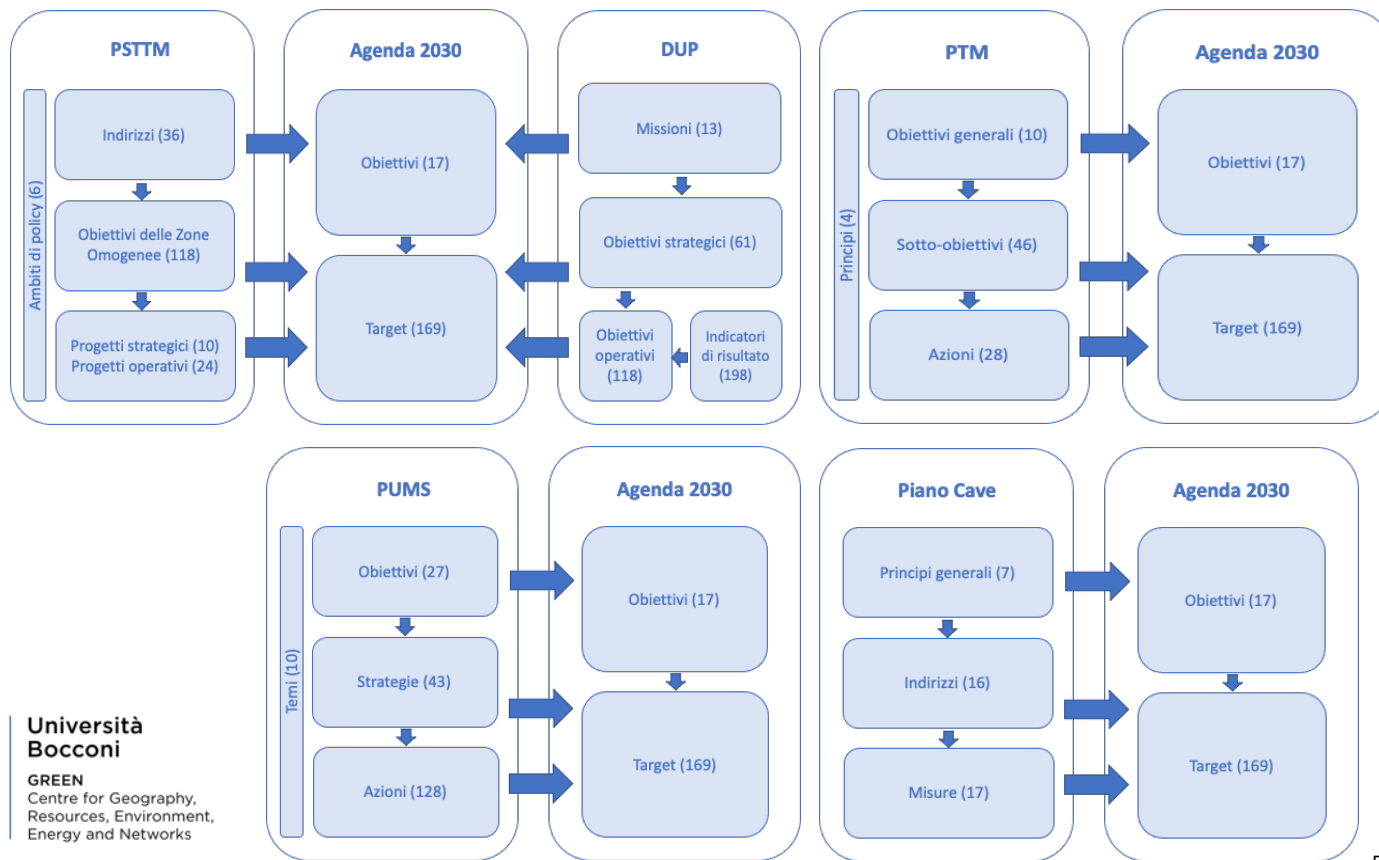 PSTTM
Ambiti di policy (6)
Indirizzi (36)
Obiettivi delle Zone
Omogenee (118)
Progetti strategici (10)
Progetti operativi (24)
Agenda 2030
Obiettivi (17)
Target (169)
DUP
Missioni (13)
Obiettivi strategici (61)
Obiettivi
operativi
(118)
Indicatori
di risultato
(198)
PTM
Principi (4)
Obiettivi generali (10)
Sotto-obiettivi (46)
Azioni (28)
Agenda 2030
Obiettivi (17)
Target (169)
PUMS
Temi (10)
Obiettivi (27)
Strategie (43)
Azioni (128)
Agenda 2030
Obiettivi (17)
Target (169)
Piano Cave
Principi generali (7)
Indirizzi (16)
Misure (17)
Agenda 2030
Obiettivi (17)
Target (169)
Università
Bocconi
GREEN
Centre for Geography,
Resources, Environment,
Energy and Networks